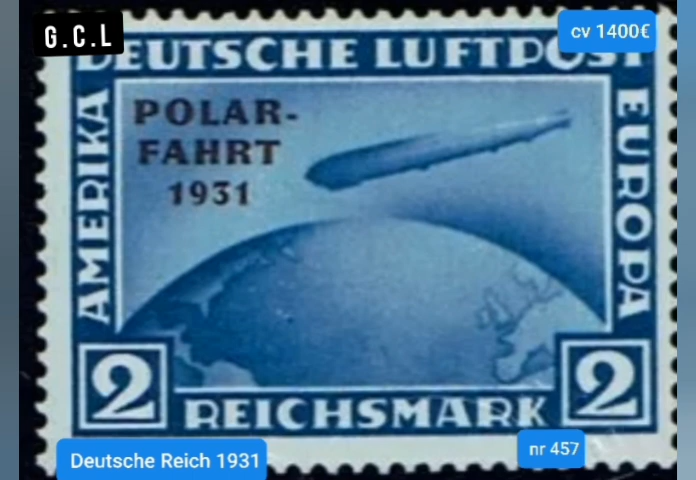 G.C.L
cv 1400€
DEUTSCHE LUFTPOST
AMERIKA
POLAR-
FAHRT
1931
EUROPA
2
REICHSMARK
2
Deutsche Reich 1931
nr 457